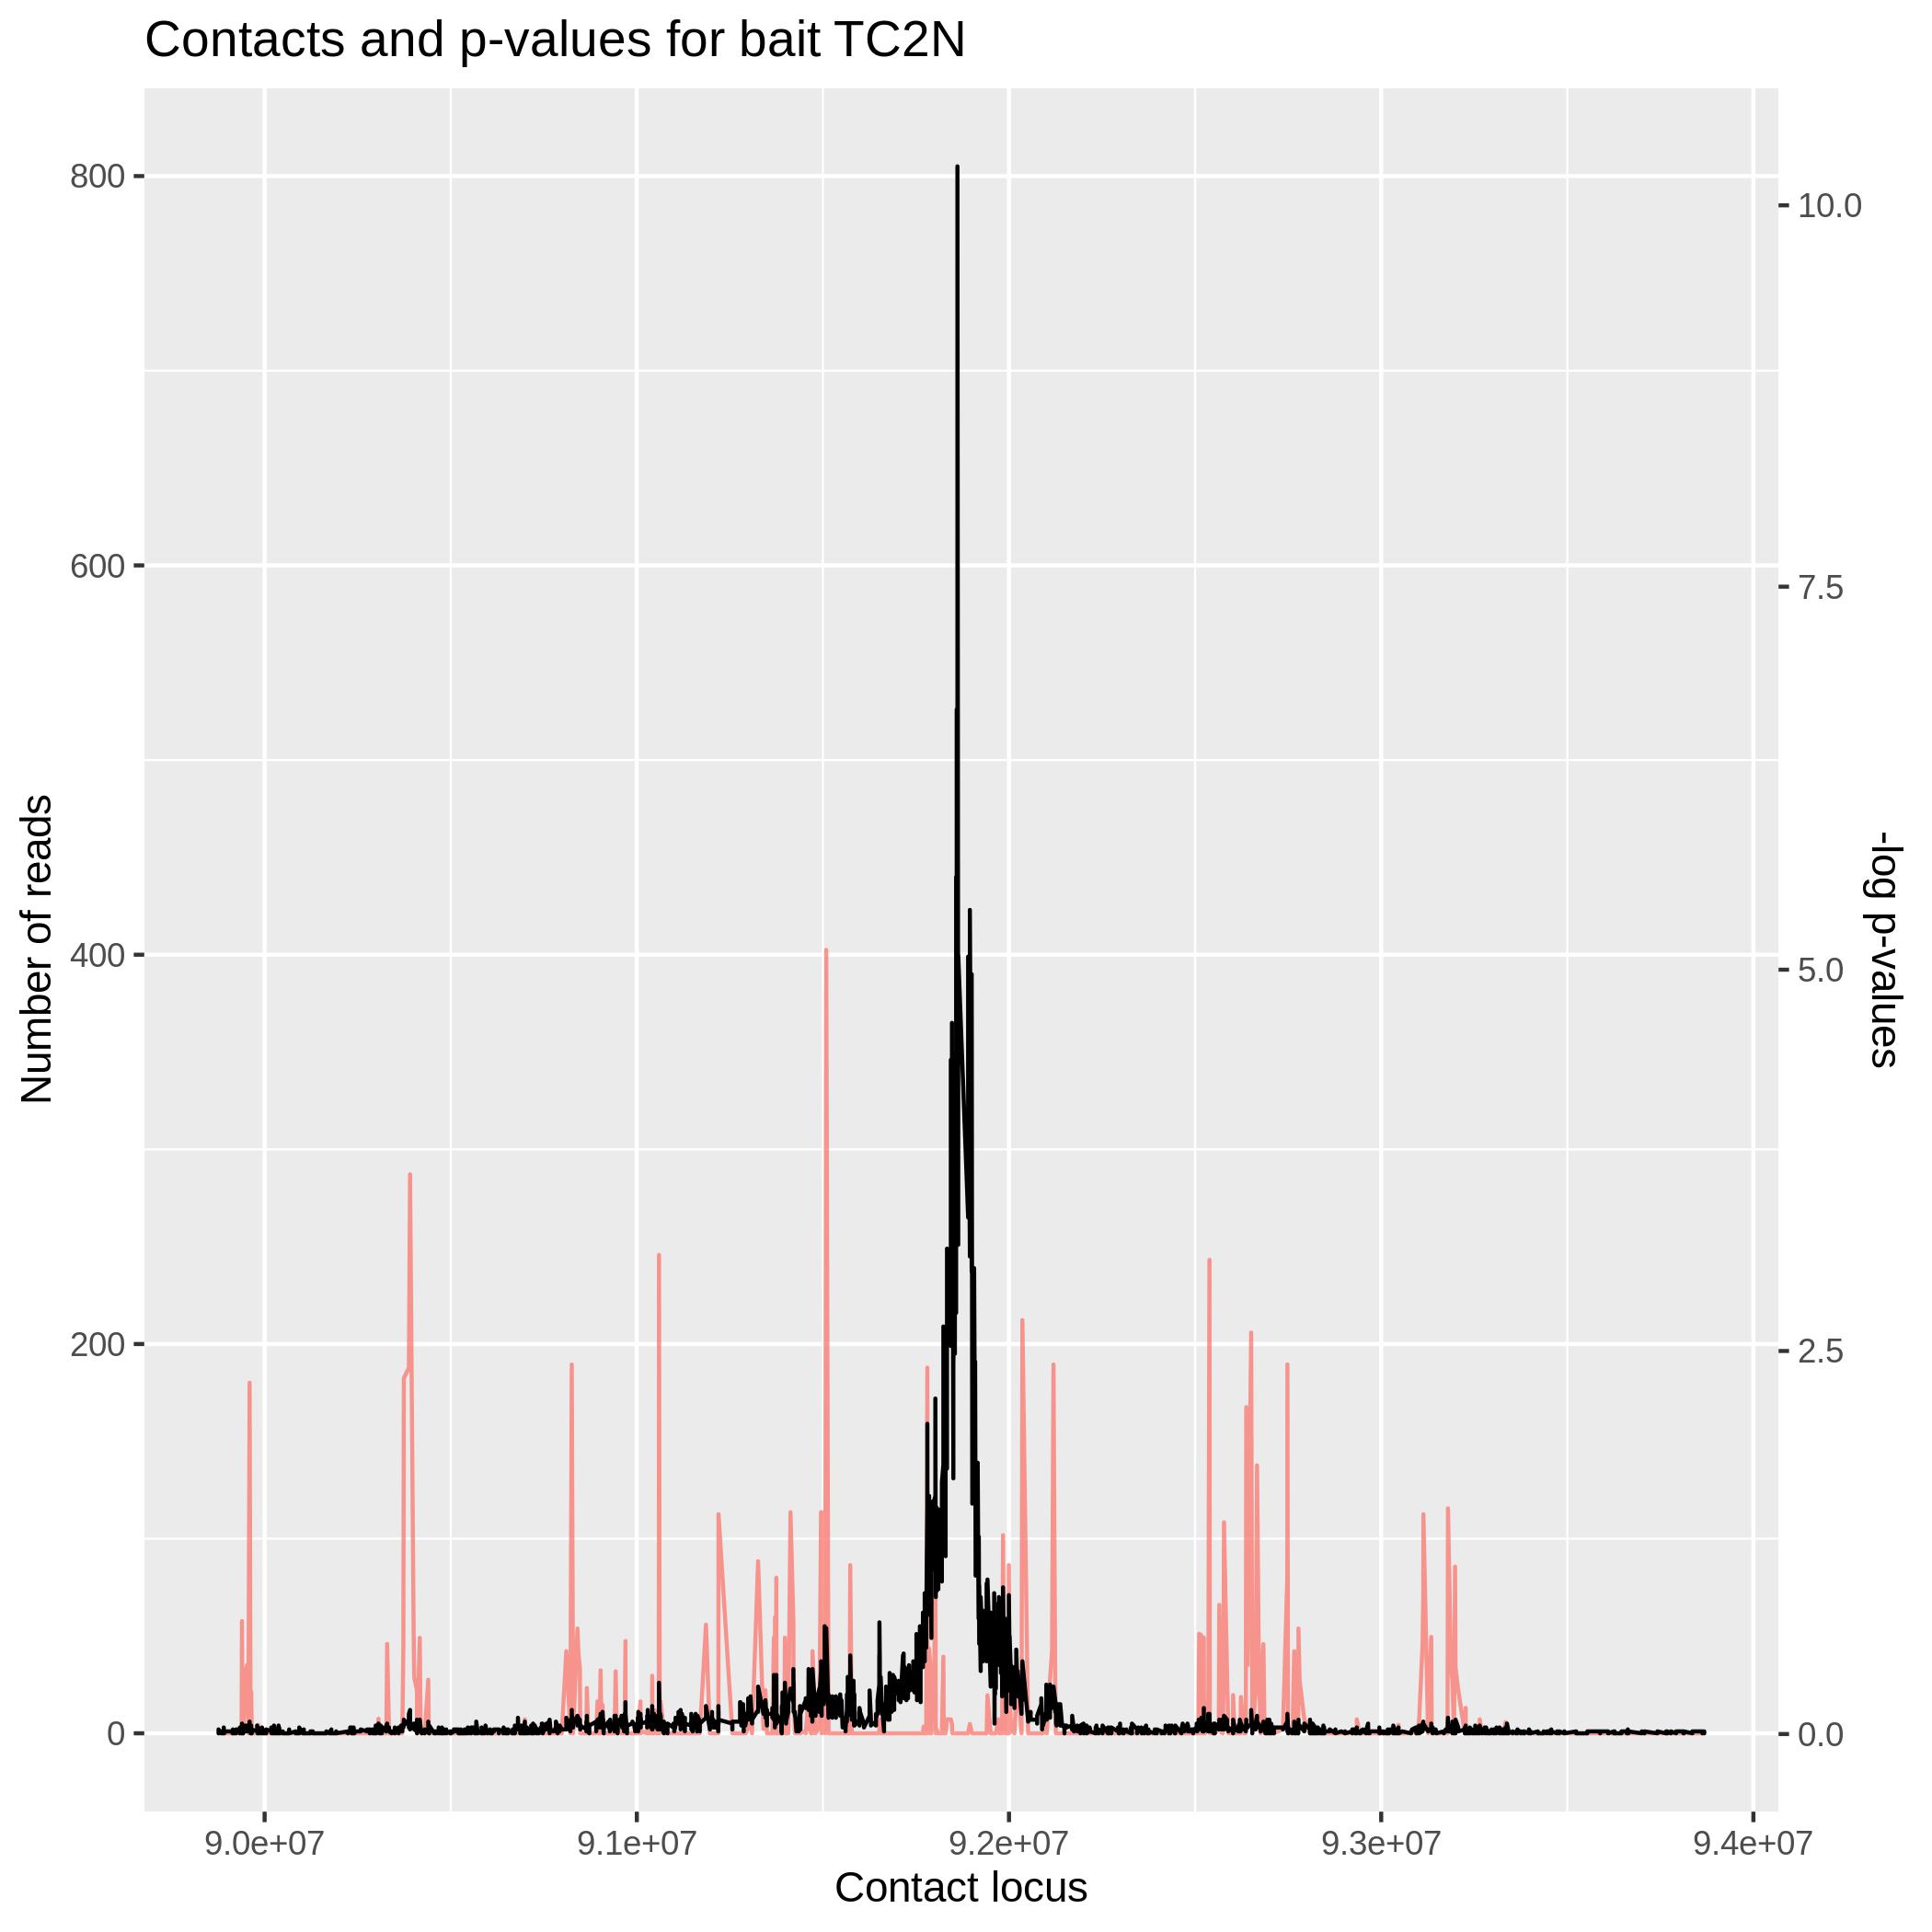 Contacts and p-values for bait TC2N
800
600
400
200
0
Number of reads
10.0
7.5
5.0
2.5
0.0
-log p-values
9.0e+07
9.1e+07
9.2e+07
9.3e+07
9.4e+07
Contact locus